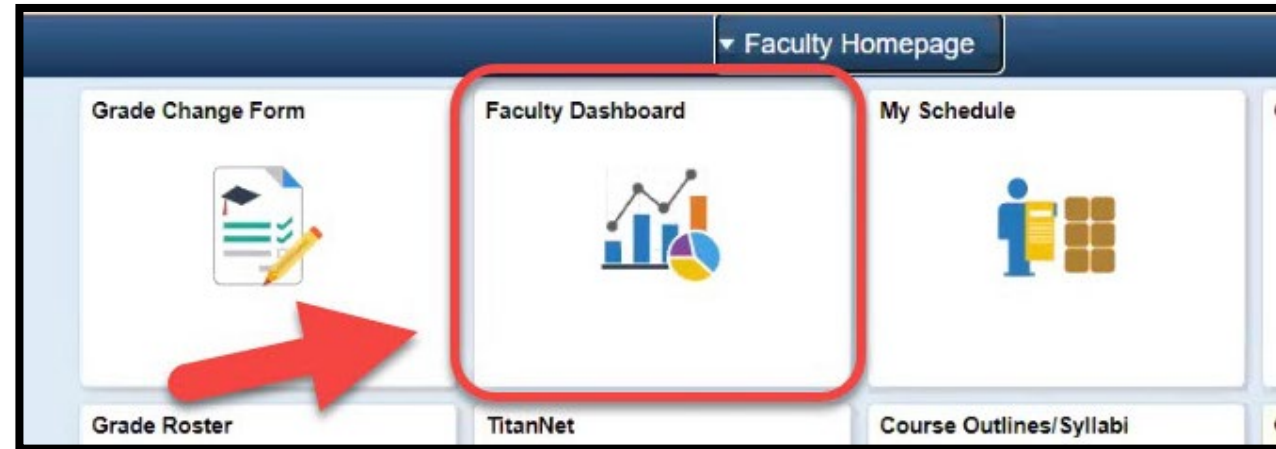 Faculty Homepage
Grade Change Form
Faculty Dashboard
My Schedule
Grade Roster
TitanNet
Course Outlines/Syllabi